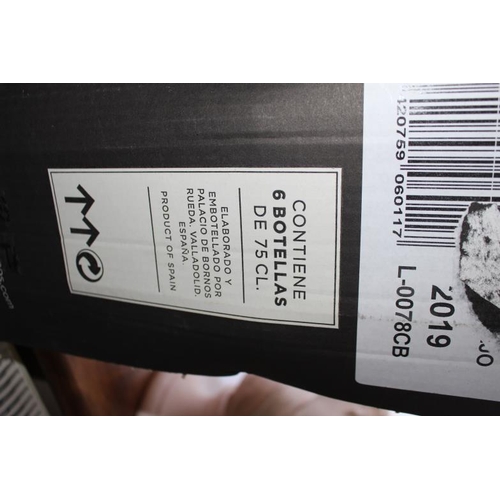 CONTIENE
6 BOTELLAS
DE 75 CL.
ELABORADO Y
EMBOTELLADO POR
PALACIO DE BORNOS
RUEDA. VALLADOLID.
ESPAÑA
PRODUCT OF SPAIN
120759 060117
2019
L-0078CB